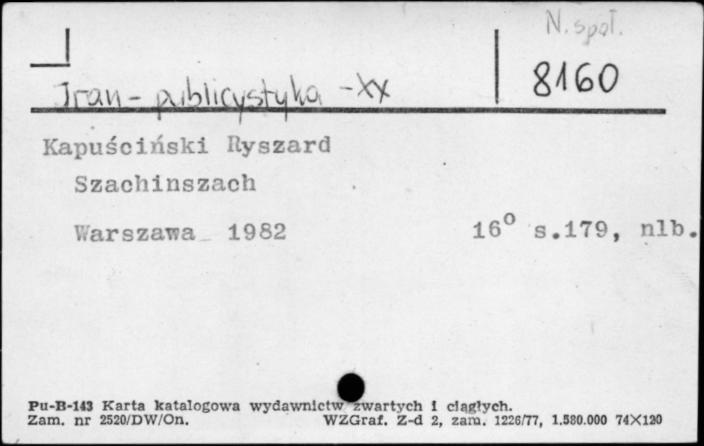 N. społ.
Iran - publicystyka - XX
8160
Kapuściński Ryszard
Szachinszach
Warszawa 1982 16° s.179, nlb.
Pu-B-143 Karta katalogowa wydawnictw zwartych i ciągłych.
Zam. nr 2520/DW/On. WZGraf. Z-d 2, zam. 1226/77, 1.580.000 74X120